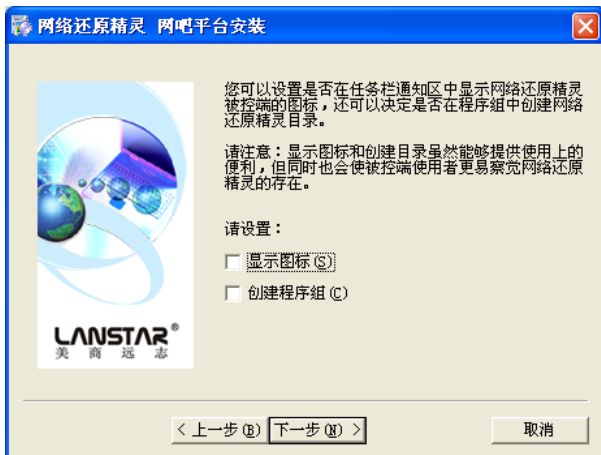 网络还原精灵 网吧平台安装
您可以设置是否在任务栏通知区中显示网络还原精灵
被控端的图标，还可以决定是否在程序组中创建网络
还原精灵目录。
请注意：显示图标和创建目录虽然能够提供使用上的
便利，但同时也会使被控端使用者更易察觉网络还原
精灵的存在。
请设置：
显示图标(S)
创建程序组(C)
LANSTAR®
美商远志
< 上一步(B) 下一步(N) > 取消